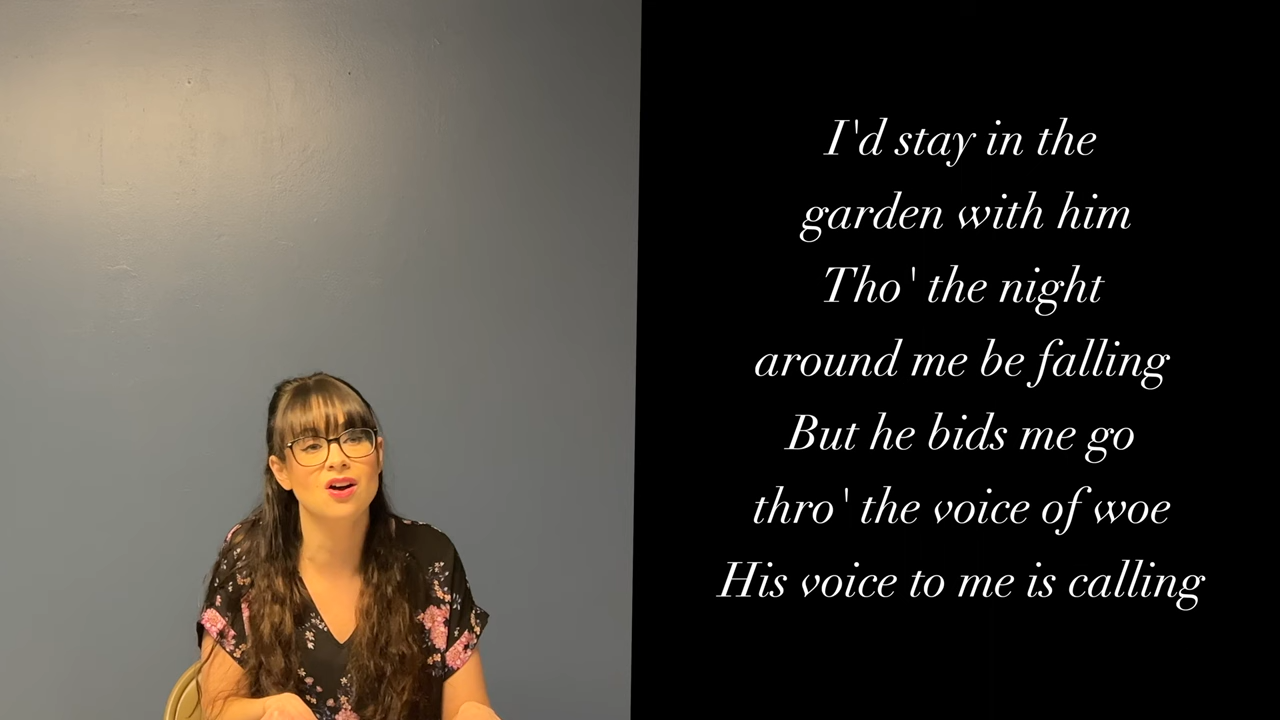 I'd stay in the
garden with him
Tho' the night
around me be falling
But he bids me go
thro' the voice of woe
His voice to me is calling